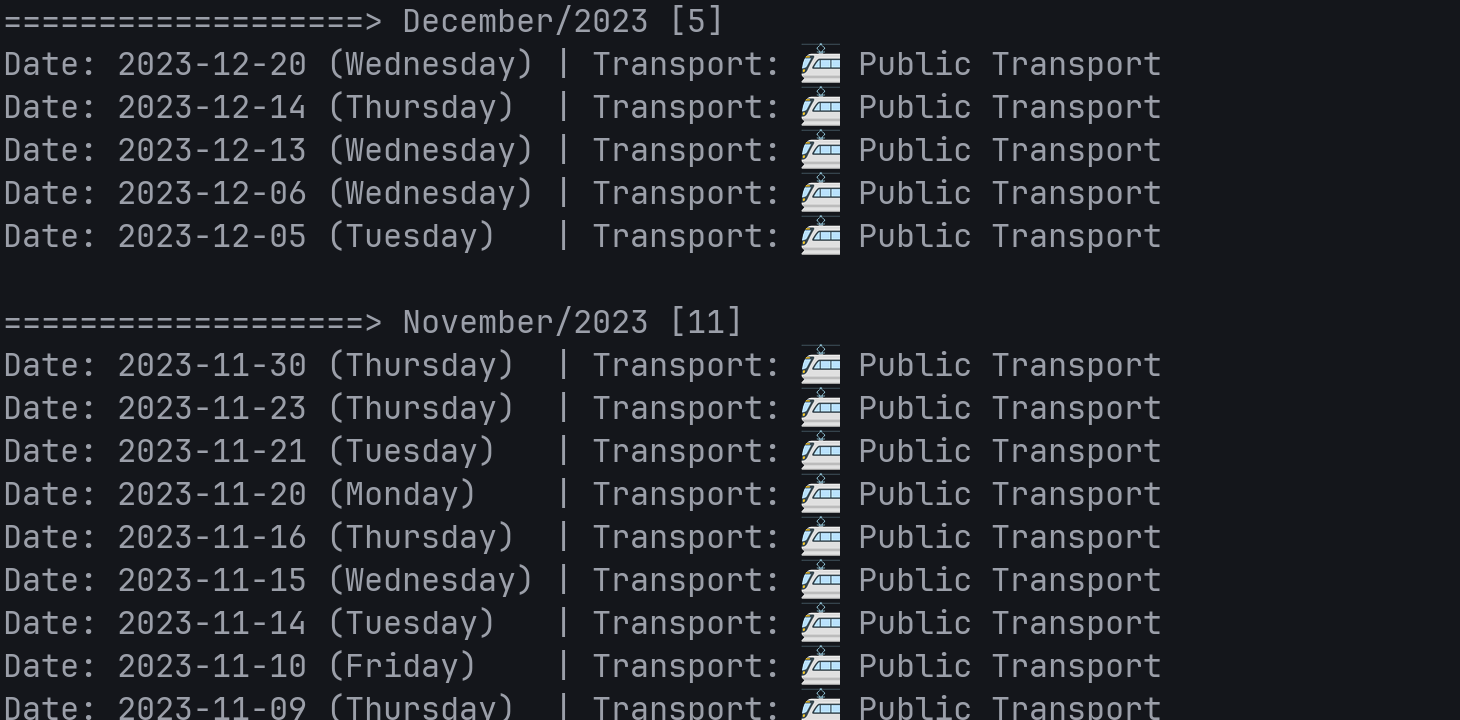 ===================> December/2023 [5]
Date: 2023-12-20 (Wednesday) | Transport: 🚈 Public Transport
Date: 2023-12-14 (Thursday)  | Transport: 🚈 Public Transport
Date: 2023-12-13 (Wednesday) | Transport: 🚈 Public Transport
Date: 2023-12-06 (Wednesday) | Transport: 🚈 Public Transport
Date: 2023-12-05 (Tuesday)   | Transport: 🚈 Public Transport
===================> November/2023 [11]
Date: 2023-11-30 (Thursday)  | Transport: 🚈 Public Transport
Date: 2023-11-23 (Thursday)  | Transport: 🚈 Public Transport
Date: 2023-11-21 (Tuesday)   | Transport: 🚈 Public Transport
Date: 2023-11-20 (Monday)    | Transport: 🚈 Public Transport
Date: 2023-11-16 (Thursday)  | Transport: 🚈 Public Transport
Date: 2023-11-15 (Wednesday) | Transport: 🚈 Public Transport
Date: 2023-11-14 (Tuesday)   | Transport: 🚈 Public Transport
Date: 2023-11-10 (Friday)    | Transport: 🚈 Public Transport
Date: 2023-11-09 (Thursday)  | Transport: 🚈 Public Transport